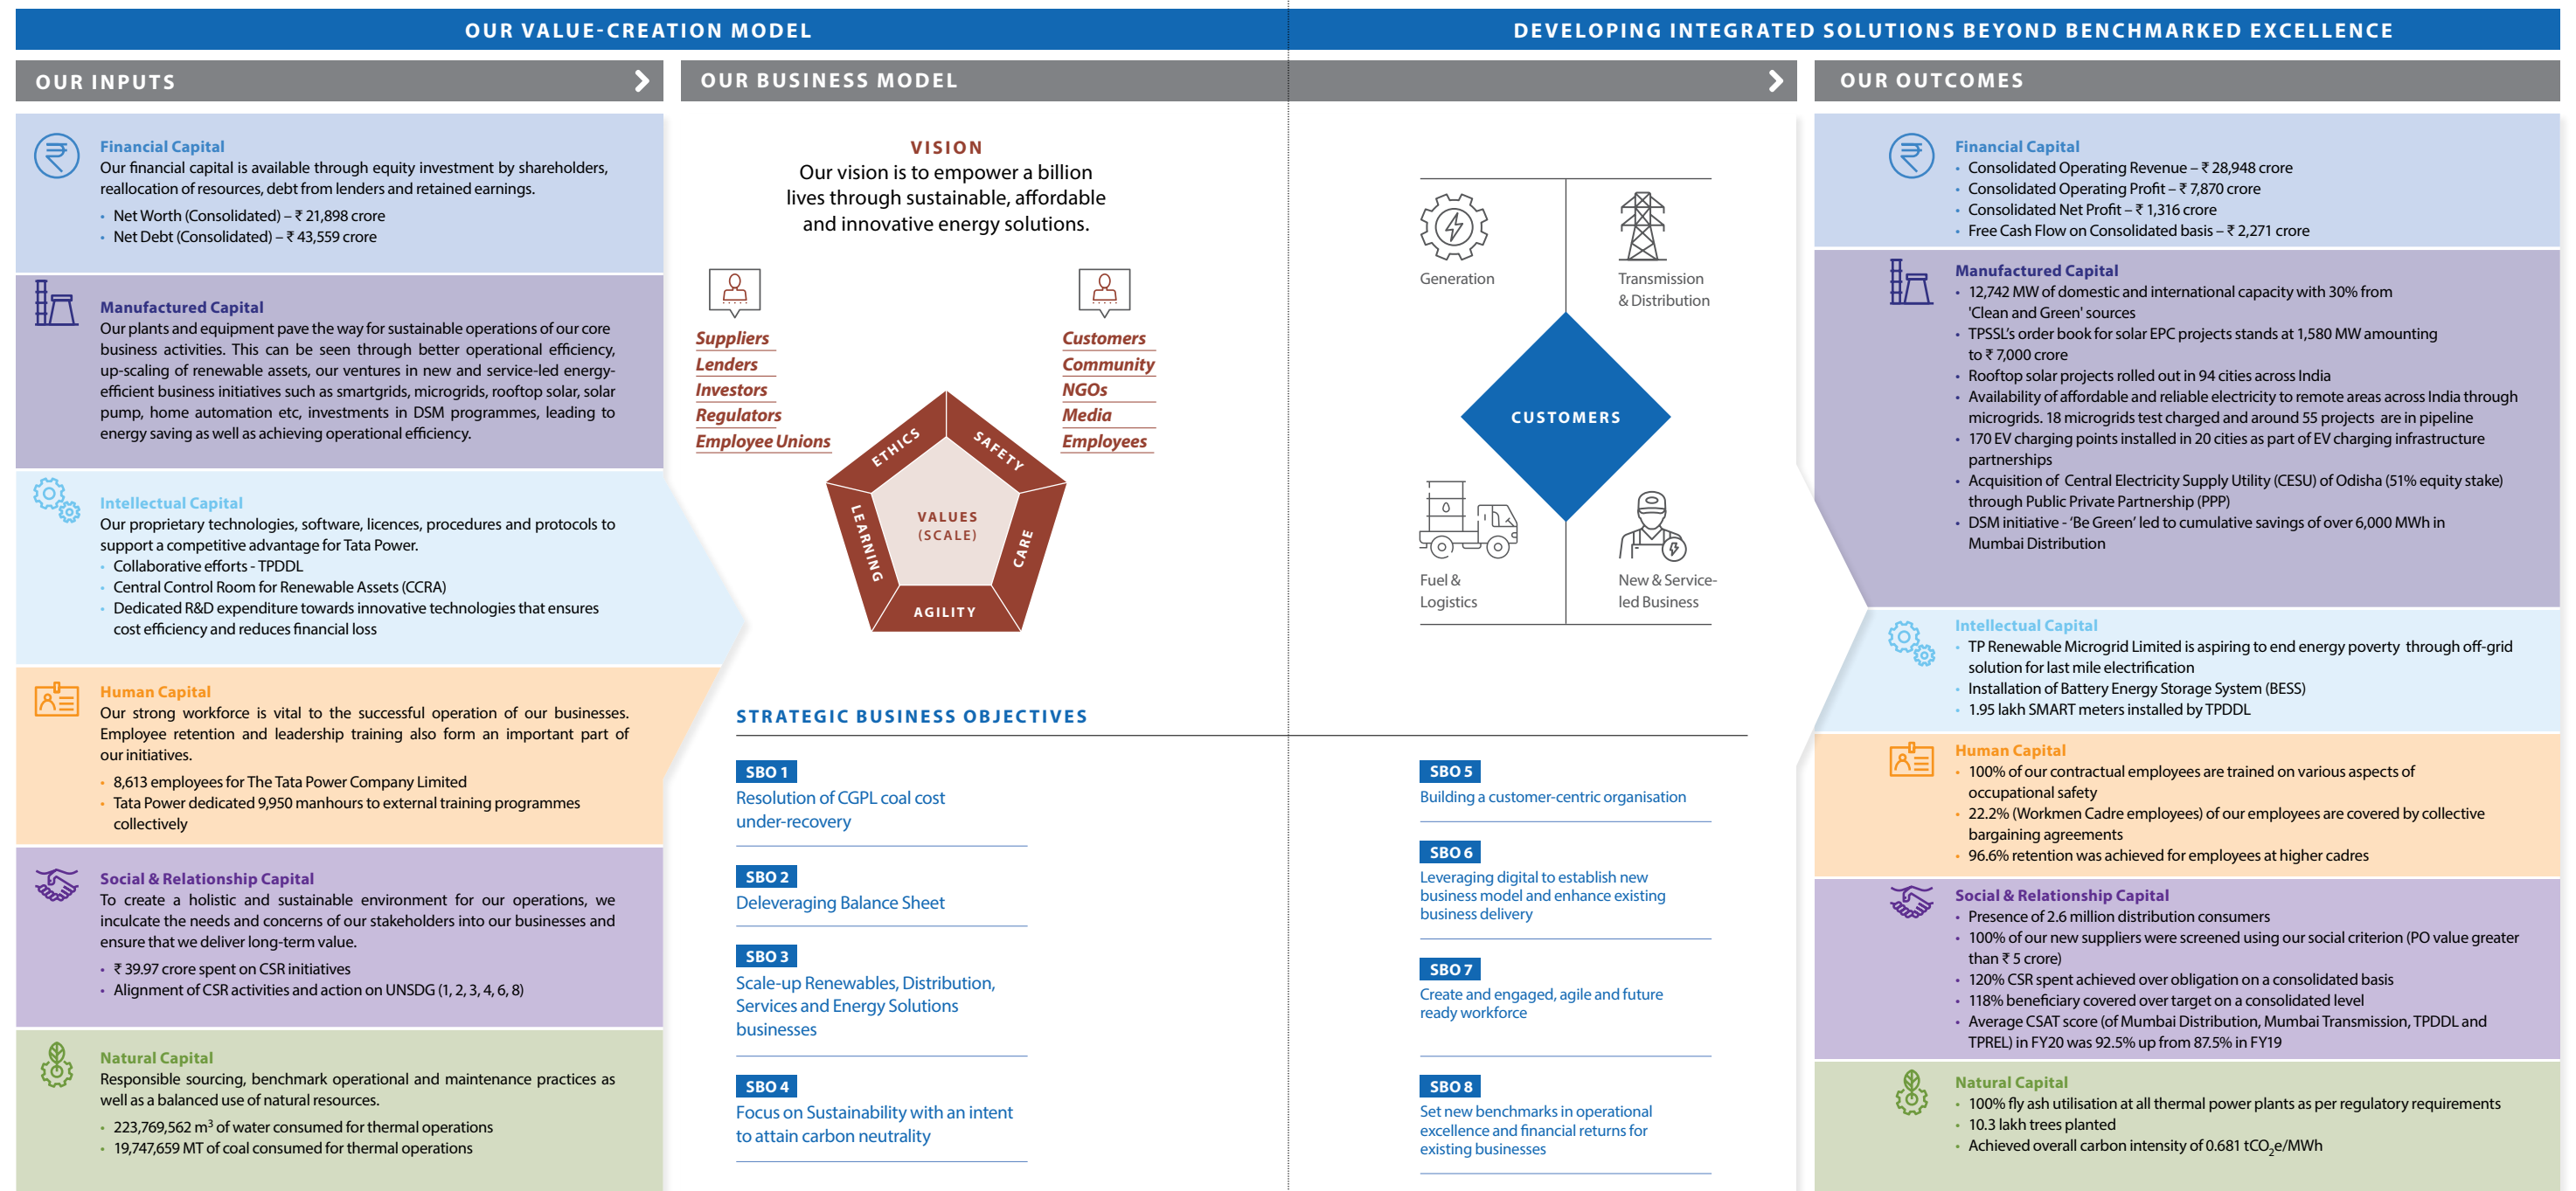 OUR VALUE-CREATION MODEL
DEVELOPING INTEGRATED SOLUTIONS BEYOND BENCHMARKED EXCELLENCE
OUR INPUTS
Financial Capital
Our financial capital is available through equity investment by shareholders,
reallocation of resources, debt from lenders and retained earnings.
• Net Worth (Consolidated) – ₹ 21,898 crore
• Net Debt (Consolidated) – ₹ 43,559 crore
Manufactured Capital
Our plants and equipment pave the way for sustainable operations of our core
business activities. This can be seen through better operational efficiency,
up-scaling of renewable assets, our ventures in new and service-led energy-
efficient business initiatives such as smartgrids, microgrids, rooftop solar, solar
pump, home automation etc, investments in DSM programmes, leading to
energy saving as well as achieving operational efficiency.
Intellectual Capital
Our proprietary technologies, software, licences, procedures and protocols to
support a competitive advantage for Tata Power.
• Collaborative efforts - TPDDL
• Central Control Room for Renewable Assets (CCRA)
• Dedicated R&D expenditure towards innovative technologies that ensures
cost efficiency and reduces financial loss
Human Capital
Our strong workforce is vital to the successful operation of our businesses.
Employee retention and leadership training also form an important part of
our initiatives.
• 8,613 employees for The Tata Power Company Limited
• Tata Power dedicated 9,950 manhours to external training programmes
collectively
Social & Relationship Capital
To create a holistic and sustainable environment for our operations, we
inculcate the needs and concerns of our stakeholders into our businesses and
ensure that we deliver long-term value.
• ₹ 39.97 crore spent on CSR initiatives
• Alignment of CSR activities and action on UNSDG (1, 2, 3, 4, 6, 8)
Natural Capital
Responsible sourcing, benchmark operational and maintenance practices as
well as a balanced use of natural resources.
• 223,769,562 m³ of water consumed for thermal operations
• 19,747,659 MT of coal consumed for thermal operations
OUR BUSINESS MODEL
VISION
Our vision is to empower a billion
lives through sustainable, affordable
and innovative energy solutions.
Suppliers
Lenders
Investors
Regulators
Employee Unions
Customers
Community
NGOs
Media
Employees
ETHICS
SAFETY
LEARNING
CARE
AGILITY
VALUES
(SCALE)
Generation
Transmission
& Distribution
CUSTOMERS
Fuel &
Logistics
New & Service-
led Business
STRATEGIC BUSINESS OBJECTIVES
SBO 1
Resolution of CGPL coal cost
under-recovery
SBO 2
Deleveraging Balance Sheet
SBO 3
Scale-up Renewables, Distribution,
Services and Energy Solutions
businesses
SBO 4
Focus on Sustainability with an intent
to attain carbon neutrality
SBO 5
Building a customer-centric organisation
SBO 6
Leveraging digital to establish new
business model and enhance existing
business delivery
SBO 7
Create and engaged, agile and future
ready workforce
SBO 8
Set new benchmarks in operational
excellence and financial returns for
existing businesses
OUR OUTCOMES
Financial Capital
• Consolidated Operating Revenue – ₹ 28,948 crore
• Consolidated Operating Profit – ₹ 7,870 crore
• Consolidated Net Profit – ₹ 1,316 crore
• Free Cash Flow on Consolidated basis – ₹ 2,271 crore
Manufactured Capital
• 12,742 MW of domestic and international capacity with 30% from
'Clean and Green' sources
• TPSSL's order book for solar EPC projects stands at 1,580 MW amounting
to ₹ 7,000 crore
• Rooftop solar projects rolled out in 94 cities across India
• Availability of affordable and reliable electricity to remote areas across India through
microgrids. 18 microgrids test charged and around 55 projects are in pipeline
• 170 EV charging points installed in 20 cities as part of EV charging infrastructure
partnerships
• Acquisition of Central Electricity Supply Utility (CESU) of Odisha (51% equity stake)
through Public Private Partnership (PPP)
• DSM initiative - 'Be Green' led to cumulative savings of over 6,000 MWh in
Mumbai Distribution
Intellectual Capital
• TP Renewable Microgrid Limited is aspiring to end energy poverty through off-grid
solution for last mile electrification
• Installation of Battery Energy Storage System (BESS)
• 1.95 lakh SMART meters installed by TPDDL
Human Capital
• 100% of our contractual employees are trained on various aspects of
occupational safety
• 22.2% (Workmen Cadre employees) of our employees are covered by collective
bargaining agreements
• 96.6% retention was achieved for employees at higher cadres
Social & Relationship Capital
• Presence of 2.6 million distribution consumers
• 100% of our new suppliers were screened using our social criterion (PO value greater
than ₹ 5 crore)
• 120% CSR spent achieved over obligation on a consolidated basis
• 118% beneficiary covered over target on a consolidated level
• Average CSAT score (of Mumbai Distribution, Mumbai Transmission, TPDDL and
TPREL) in FY20 was 92.5% up from 87.5% in FY19
Natural Capital
• 100% fly ash utilisation at all thermal power plants as per regulatory requirements
• 10.3 lakh trees planted
• Achieved overall carbon intensity of 0.681 tCO₂e/MWh